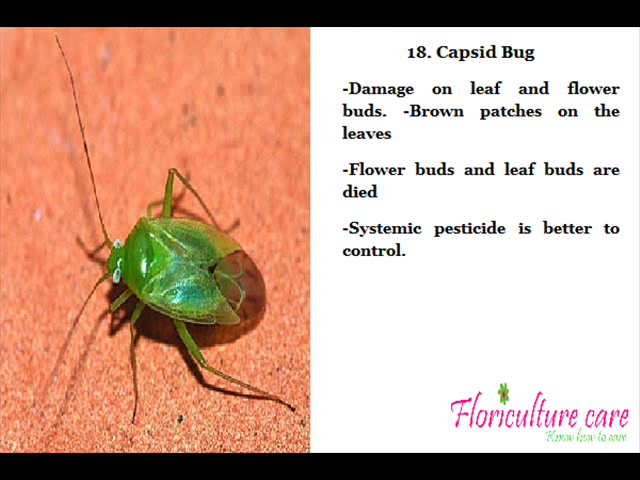 18. Capsid Bug
-Damage on leaf and flower
buds. -Brown patches on the
leaves
-Flower buds and leaf buds are
died
-Systemic pesticide is better to
control.
Floriculture care
Know how to care